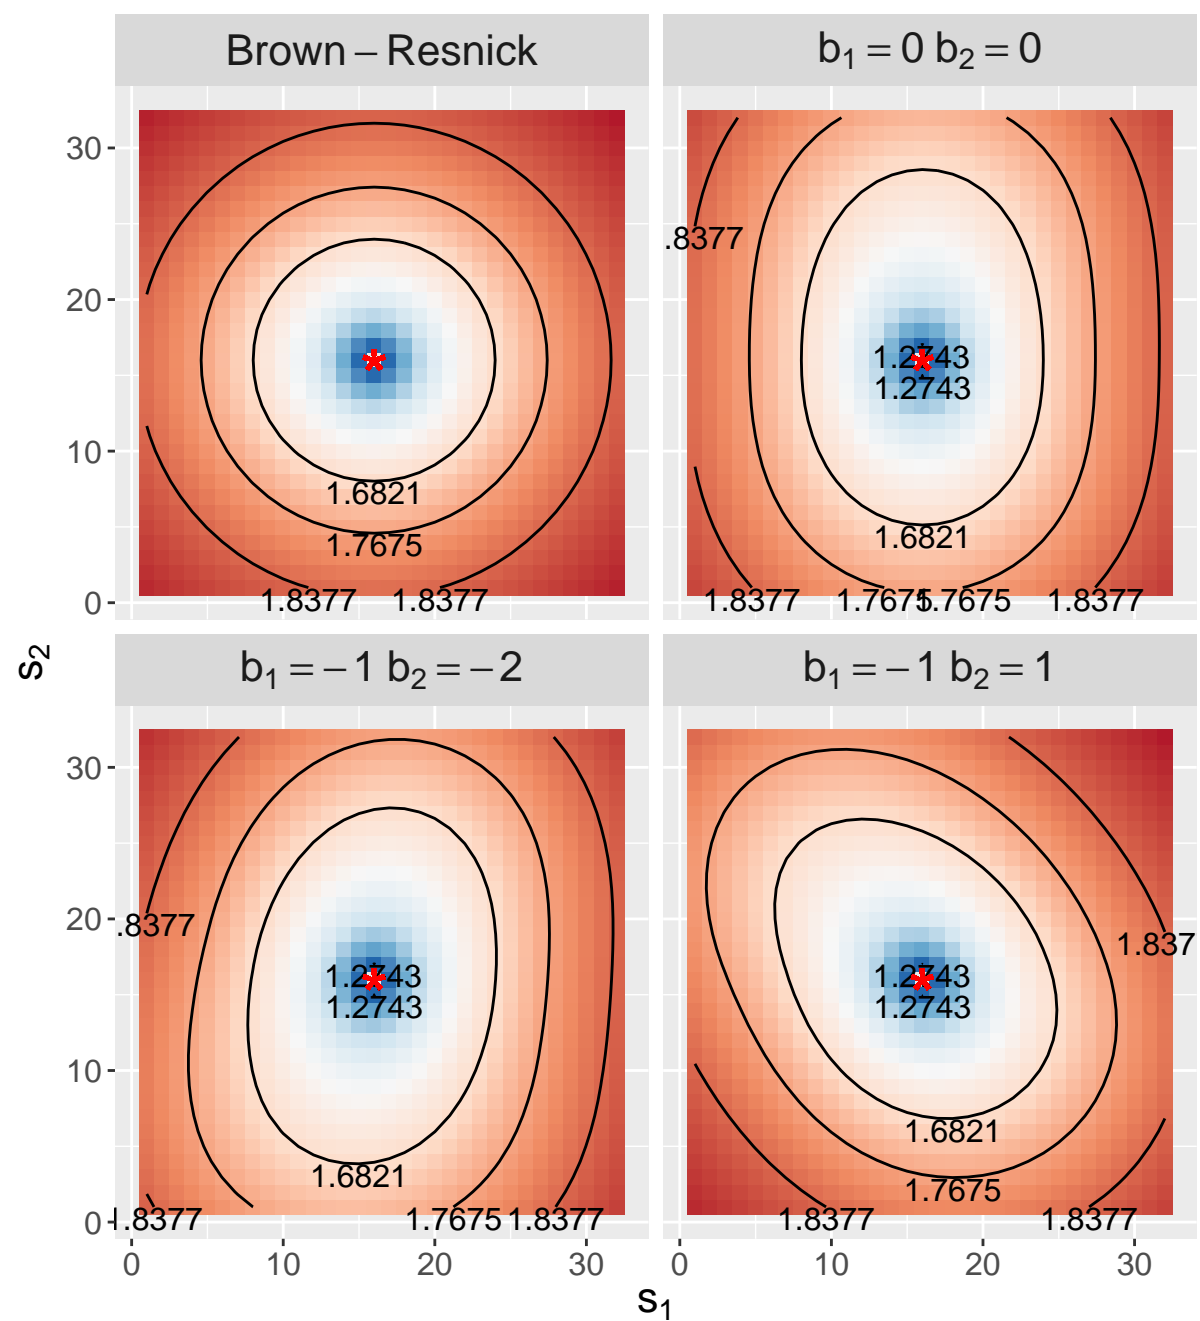 Brown – Resnick
b₁ = 0 b₂ = 0
30
20
10
0
1.6821
1.7675
1.8377 1.8377
.8377
1.2743
1.2743
1.6821
1.8377 1.7675 1.7675 1.8377
s₂
b₁ = – 1 b₂ = – 2
b₁ = – 1 b₂ = 1
30
20
10
0
.8377
1.2743
1.2743
1.6821
1.8377 1.7675 1.8377
1.837
1.2743
1.2743
1.6821
1.7675
1.8377 1.8377
0 10 20 30
0 10 20 30
s₁